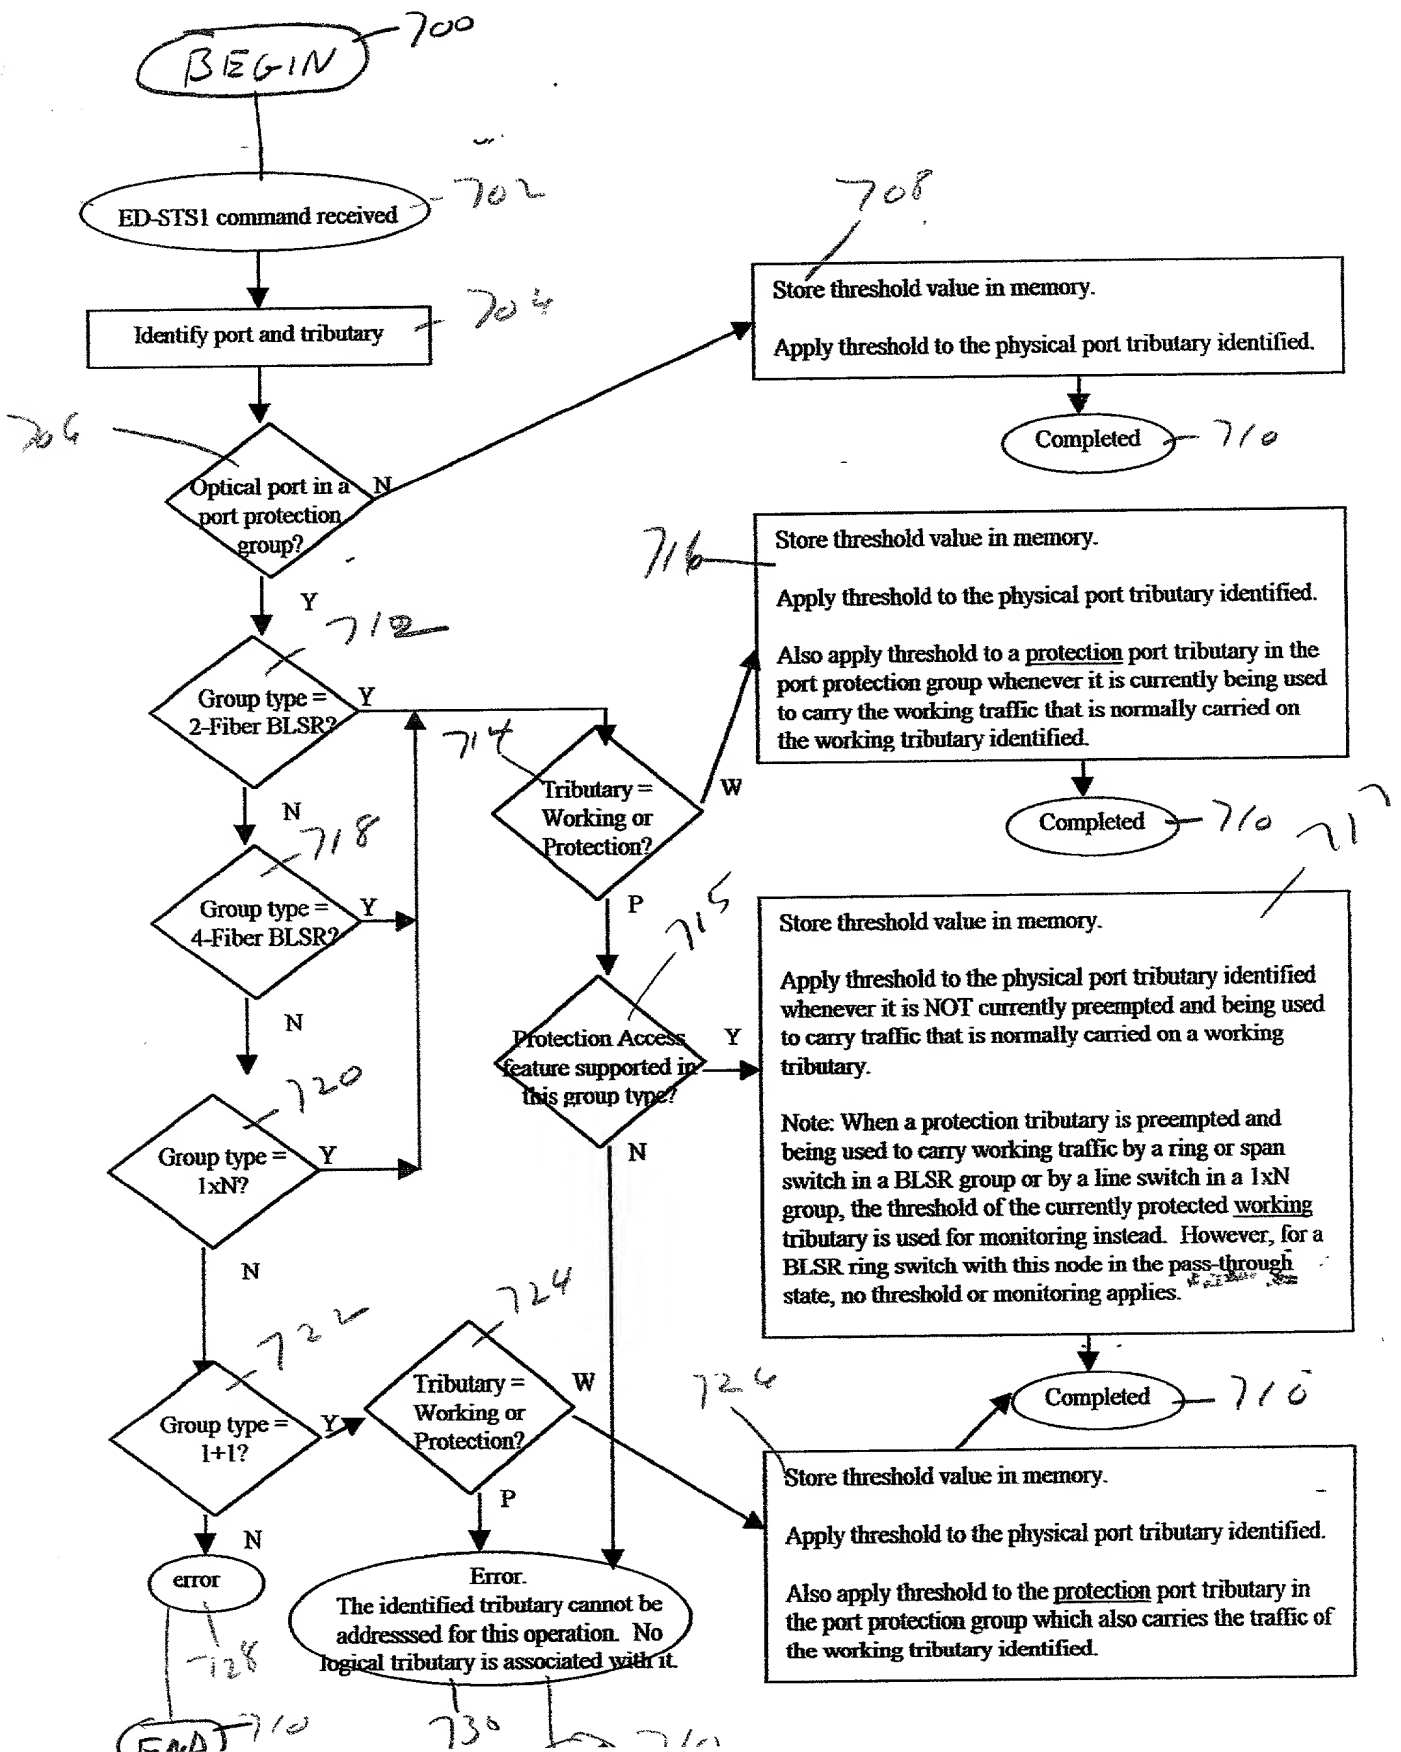 BEGIN
700
ED-STS1 command received
702
Identify port and tributary
704
706
Optical port in a
port protection
group?
N
Y
708
Store threshold value in memory.
Apply threshold to the physical port tributary identified.
Completed
710
712
Group type =
2-Fiber BLSR?
Y
N
714
Tributary =
Working or
Protection?
W
P
716
Store threshold value in memory.
Apply threshold to the physical port tributary identified.
Also apply threshold to a protection port tributary in the
port protection group whenever it is currently being used
to carry the working traffic that is normally carried on
the working tributary identified.
Completed
710
718
Group type =
4-Fiber BLSR?
Y
N
715
Protection Access
feature supported in
this group type?
Y
N
717
Store threshold value in memory.
Apply threshold to the physical port tributary identified
whenever it is NOT currently preempted and being used
to carry traffic that is normally carried on a working
tributary.
Note: When a protection tributary is preempted and
being used to carry working traffic by a ring or span
switch in a BLSR group or by a line switch in a 1xN
group, the threshold of the currently protected working
tributary is used for monitoring instead. However, for a
BLSR ring switch with this node in the pass-through
state, no threshold or monitoring applies.
Completed
710
720
Group type =
1xN?
Y
N
722
Group type =
1+1?
Y
N
724
Tributary =
Working or
Protection?
W
P
726
Store threshold value in memory.
Apply threshold to the physical port tributary identified.
Also apply threshold to the protection port tributary in
the port protection group which also carries the traffic of
the working tributary identified.
error
728
Error.
The identified tributary cannot be
addresssed for this operation. No
logical tributary is associated with it.
730
END
710
710